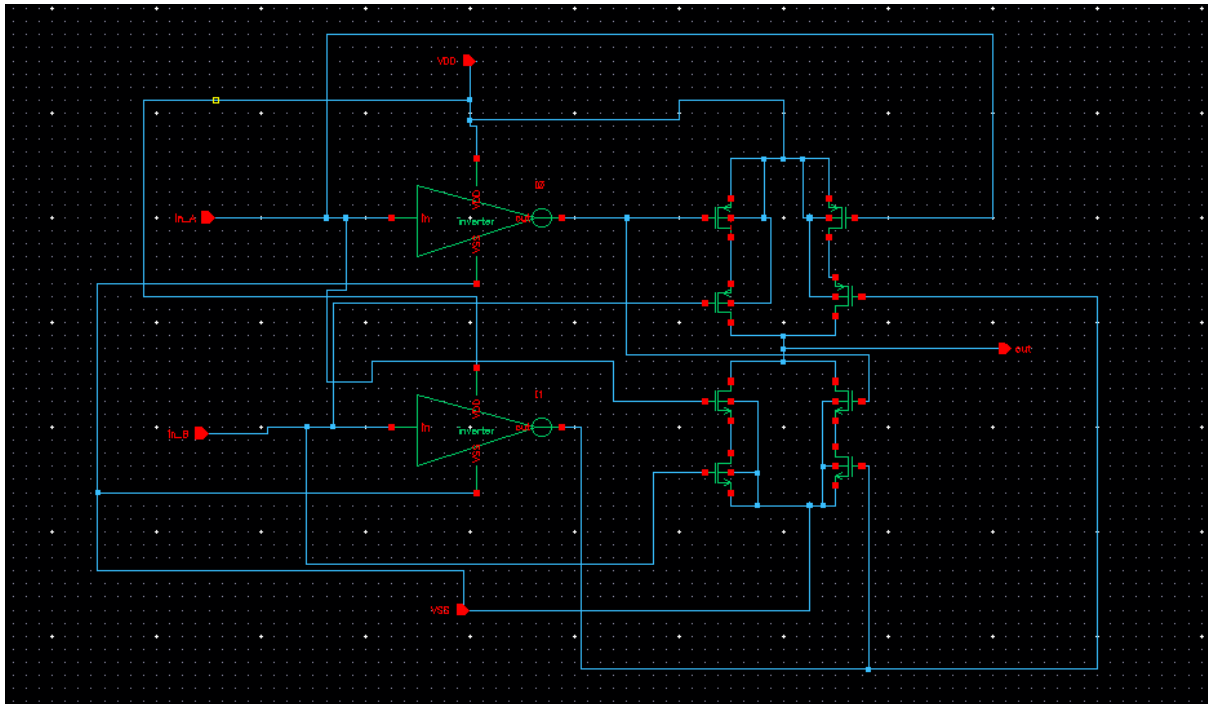 VDD
I0
In_A
In
VDD
inverter
out
VSS
out
I1
In_B
In
VDD
inverter
out
VSS
VSS